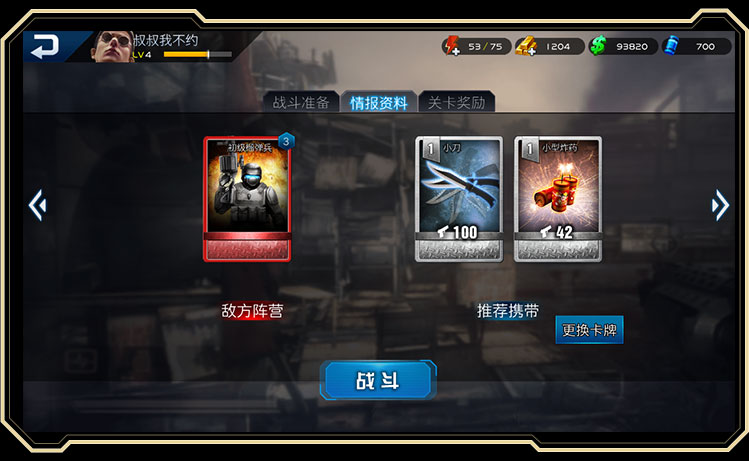 叔叔我不约
LV4
53/75
1204
93820
700
战斗准备
情报资料
关卡奖励
初级榴弹兵
3
1 小刀
100
1 小型炸药
42
敌方阵营
推荐携带
更换卡牌
战斗